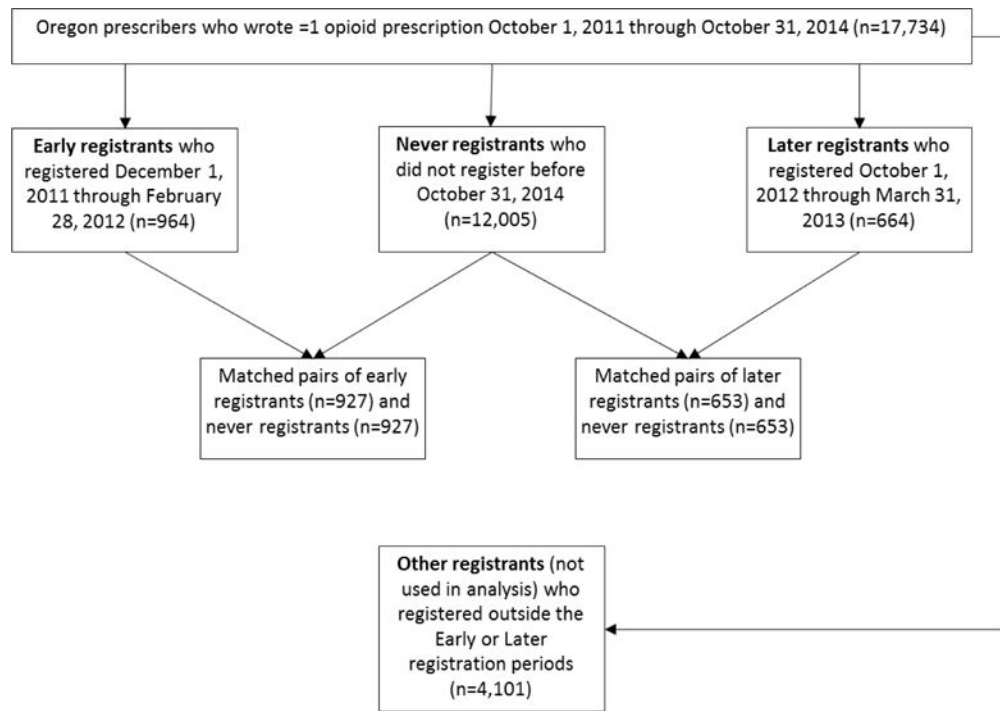 Oregon prescribers who wrote =1 opioid prescription October 1, 2011 through October 31, 2014 (n=17,734)
Early registrants who
registered December 1,
2011 through February
28, 2012 (n=964)
Never registrants who
did not register before
October 31, 2014
(n=12,005)
Later registrants who
registered October 1,
2012 through March 31,
2013 (n=664)
Matched pairs of early
registrants (n=927) and
never registrants (n=927)
Matched pairs of later
registrants (n=653) and
never registrants (n=653)
Other registrants (not
used in analysis) who
registered outside the
Early or Later
registration periods
(n=4,101)